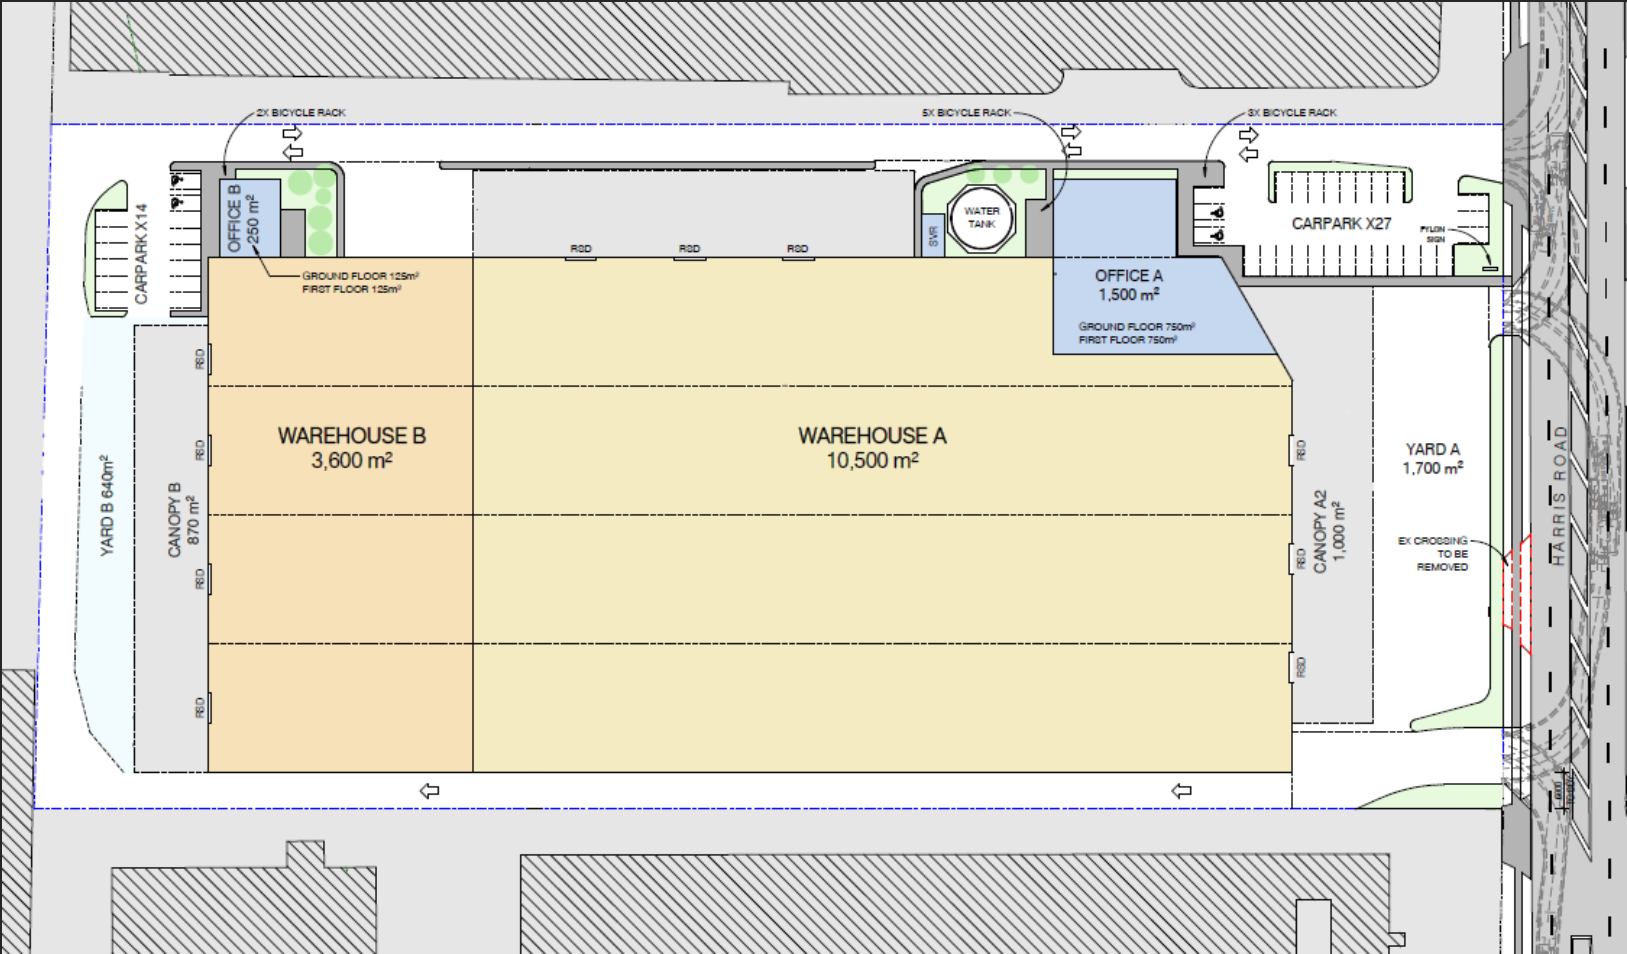 2X BICYCLE RACK
5X BICYCLE RACK
3X BICYCLE RACK
CARPARK X14
OFFICE B
250 m²
GROUND FLOOR 125m²
FIRST FLOOR 125m²
RSD
RSD
RSD
SVR
WATER
TANK
CARPARK X27
PYLON
SIGN
OFFICE A
1,500 m²
GROUND FLOOR 750m²
FIRST FLOOR 750m²
RSD
RSD
RSD
RSD
YARD B 640m²
CANOPY B
870 m²
WAREHOUSE B
3,600 m²
WAREHOUSE A
10,500 m²
RSD
RSD
RSD
CANOPY A2
1,000 m²
YARD A
1,700 m²
EX CROSSING
TO BE
REMOVED
HARRIS ROAD